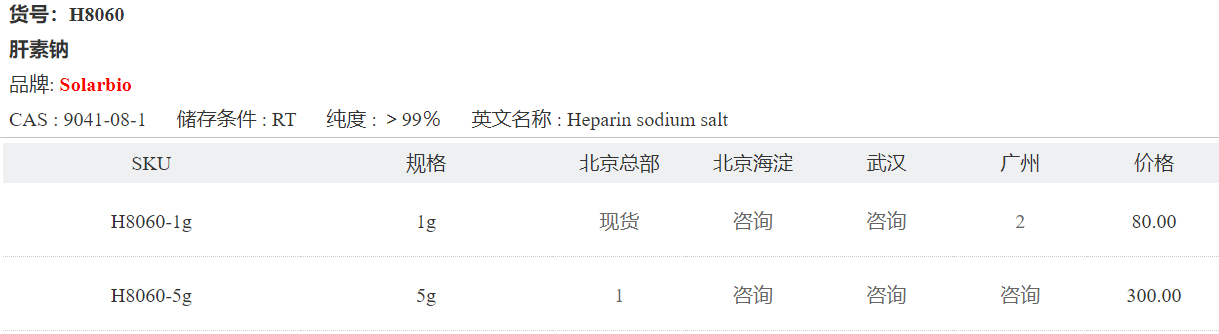 货号：H8060
肝素钠
品牌: Solarbio
CAS : 9041-08-1 储存条件 : RT 纯度 : ＞99％ 英文名称 : Heparin sodium salt
SKU 规格 北京总部 北京海淀 武汉 广州 价格
H8060-1g 1g 现货 咨询 咨询 2 80.00
H8060-5g 5g 1 咨询 咨询 咨询 300.00